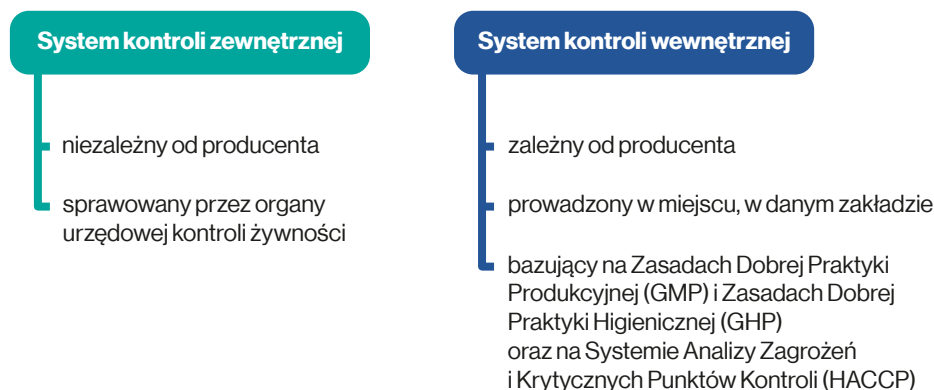 System kontroli zewnętrznej
niezależny od producenta
sprawowany przez organy
urzędowej kontroli żywności
System kontroli wewnętrznej
zależny od producenta
prowadzony w miejscu, w danym zakładzie
bazujący na Zasadach Dobrej Praktyki
Produkcyjnej (GMP) i Zasadach Dobrej
Praktyki Higienicznej (GHP)
oraz na Systemie Analizy Zagrożeń
i Krytycznych Punktów Kontroli (HACCP)